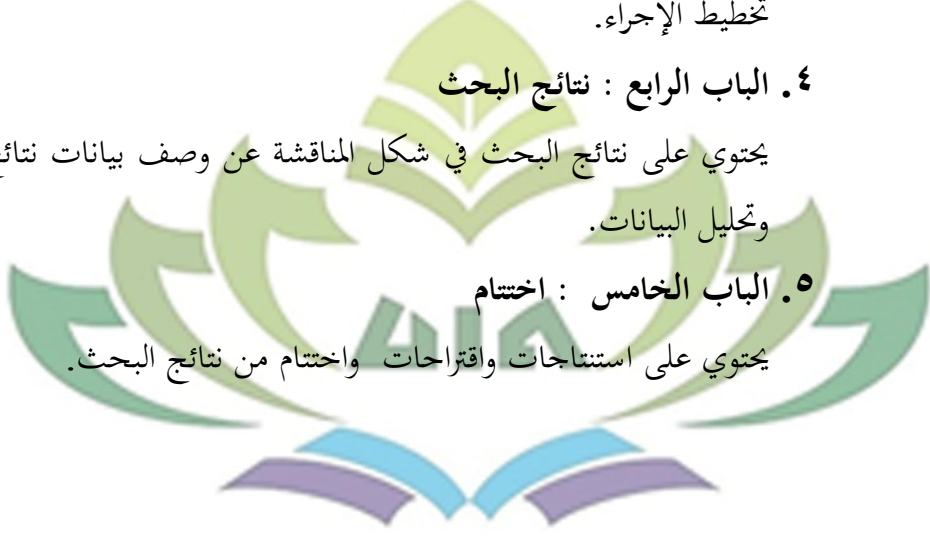 تخطيط الإجراء.
٤. الباب الرابع : نتائج البحث
يحتوي على نتائج البحث في شكل المناقشة عن وصف بيانات نتائج
وتحليل البيانات.
٥. الباب الخامس : اختتام
يحتوي على استنتاجات واقتراحات واختتام من نتائج البحث.